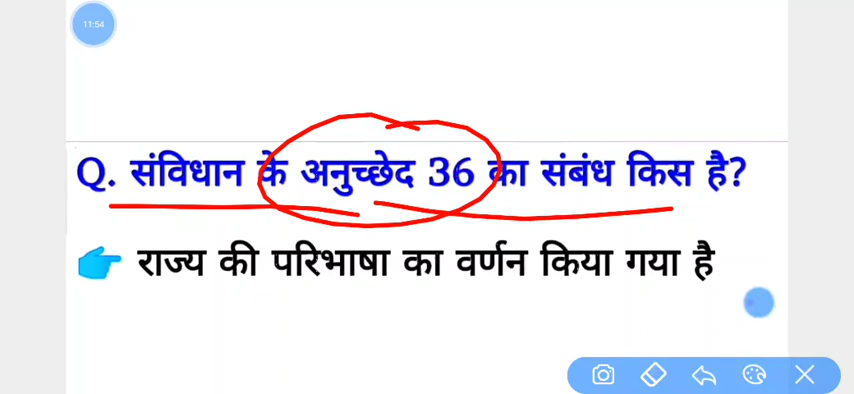 11:54
Q. संविधान के अनुच्छेद 36 का संबंध किस है?
राज्य की परिभाषा का वर्णन किया गया है